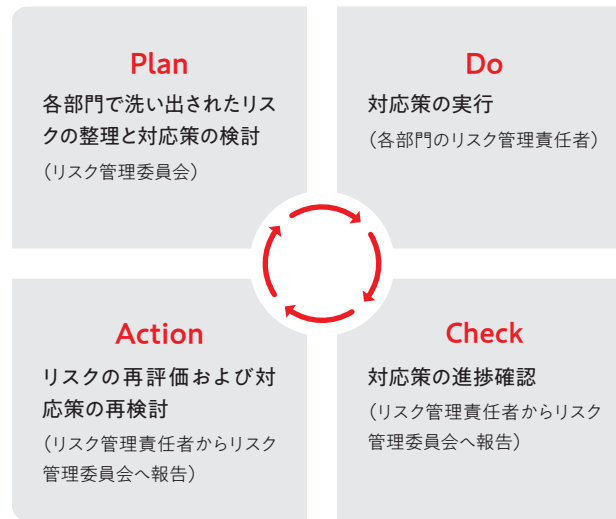 Plan
各部門で洗い出されたリス
クの整理と対応策の検討
（リスク管理委員会）
Do
対応策の実行
（各部門のリスク管理責任者）
Action
リスクの再評価および対
応策の再検討
（リスク管理責任者からリスク
管理委員会へ報告）
Check
対応策の進捗確認
（リスク管理責任者からリスク
管理委員会へ報告）